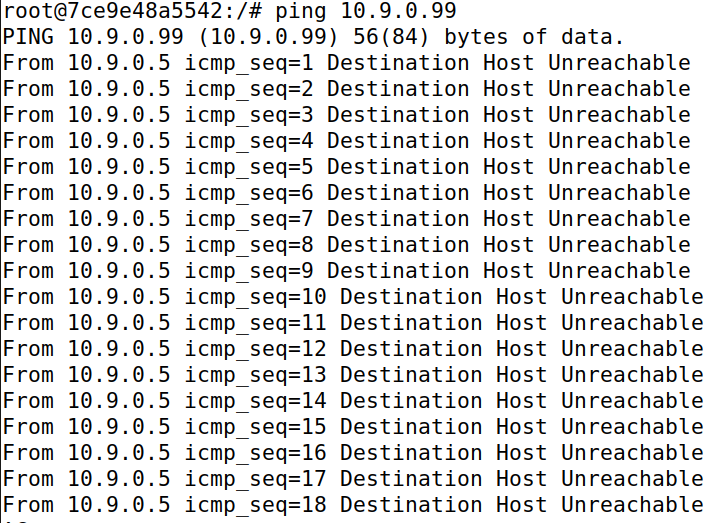 root@7ce9e48a5542:/# ping 10.9.0.99
PING 10.9.0.99 (10.9.0.99) 56(84) bytes of data.
From 10.9.0.5 icmp_seq=1 Destination Host Unreachable
From 10.9.0.5 icmp_seq=2 Destination Host Unreachable
From 10.9.0.5 icmp_seq=3 Destination Host Unreachable
From 10.9.0.5 icmp_seq=4 Destination Host Unreachable
From 10.9.0.5 icmp_seq=5 Destination Host Unreachable
From 10.9.0.5 icmp_seq=6 Destination Host Unreachable
From 10.9.0.5 icmp_seq=7 Destination Host Unreachable
From 10.9.0.5 icmp_seq=8 Destination Host Unreachable
From 10.9.0.5 icmp_seq=9 Destination Host Unreachable
From 10.9.0.5 icmp_seq=10 Destination Host Unreachable
From 10.9.0.5 icmp_seq=11 Destination Host Unreachable
From 10.9.0.5 icmp_seq=12 Destination Host Unreachable
From 10.9.0.5 icmp_seq=13 Destination Host Unreachable
From 10.9.0.5 icmp_seq=14 Destination Host Unreachable
From 10.9.0.5 icmp_seq=15 Destination Host Unreachable
From 10.9.0.5 icmp_seq=16 Destination Host Unreachable
From 10.9.0.5 icmp_seq=17 Destination Host Unreachable
From 10.9.0.5 icmp_seq=18 Destination Host Unreachable